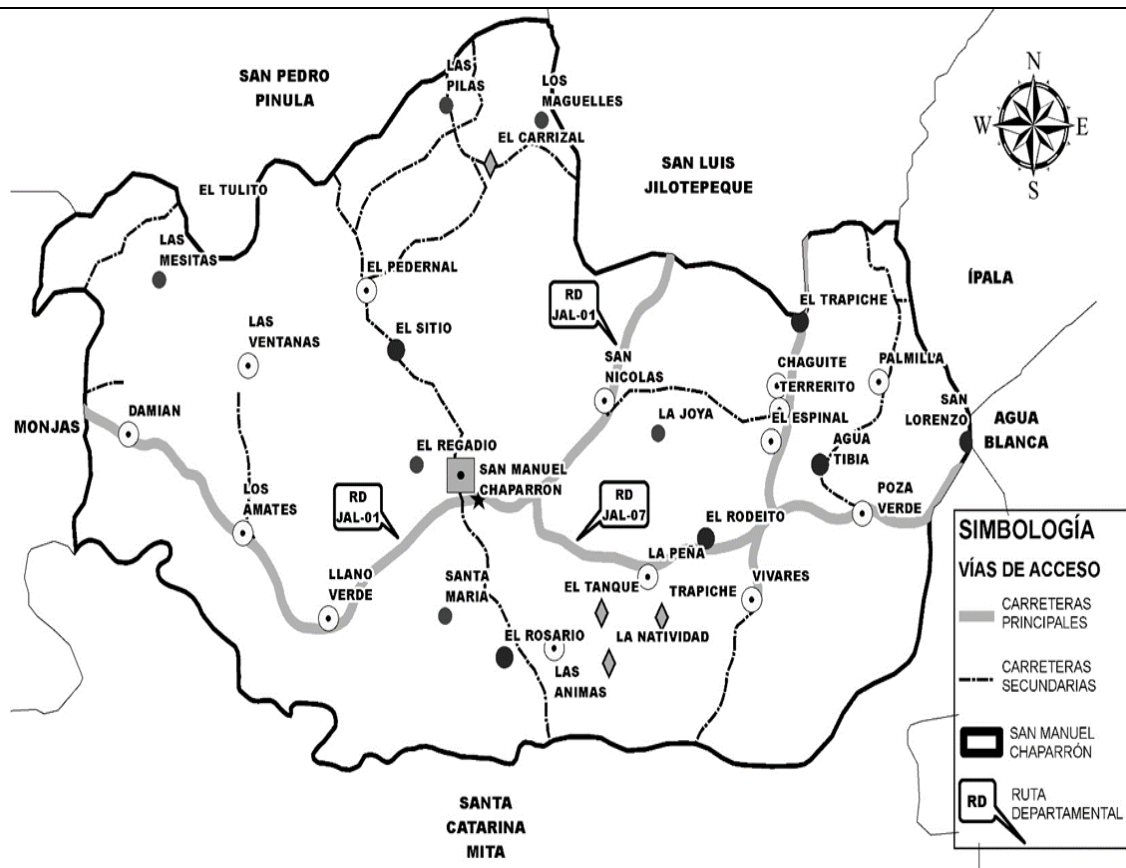 SAN PEDRO
PINULA
LAS
PILAS
LOS
MAGUELLES
EL CARRIZAL
N
W
E
S
SAN LUIS
JILOTEPEQUE
EL TULITO
LAS
MESITAS
EL PEDERNAL
ÍPALA
RD
JAL-01
EL TRAPICHE
LAS
VENTANAS
EL SITIO
SAN
NICOLAS
CHAGUITE
TERRERITO
PALMILLA
MONJAS
DAMIAN
LA JOYA
EL ESPINAL
SAN
LORENZO
AGUA
BLANCA
EL REGADIO
AGUA
TIBIA
SAN MANUEL
CHAPARRON
LOS
AMATES
RD
JAL-01
RD
JAL-07
EL RODEITO
POZA
VERDE
LA PEÑA
LLANO
VERDE
SANTA
MARIA
EL TANQUE
TRAPICHE
VIVARES
EL ROSARIO
LA NATIVIDAD
LAS
ANIMAS
SANTA
CATARINA
MITA
SIMBOLOGÍA
VÍAS DE ACCESO
CARRETERAS
PRINCIPALES
CARRETERAS
SECUNDARIAS
SAN MANUEL
CHAPARRÓN
RD
RUTA
DEPARTAMENTAL